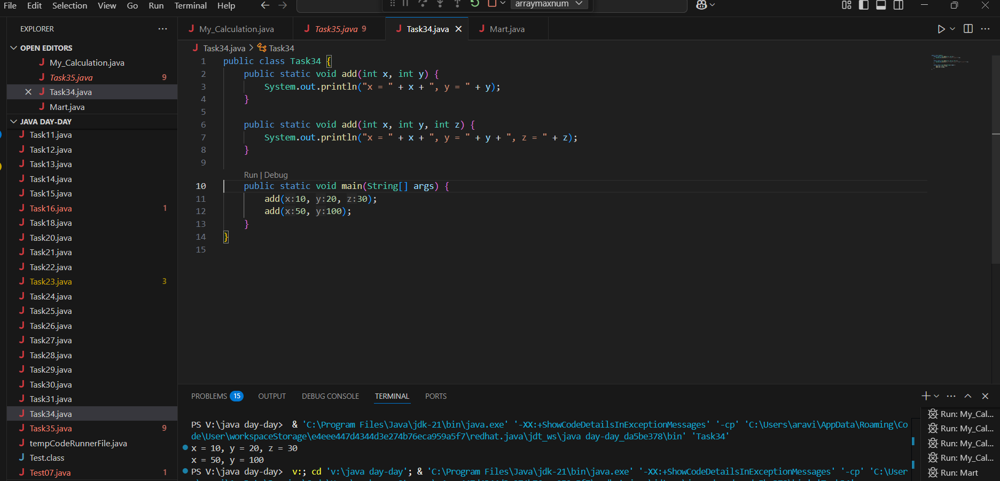 File Edit Selection View Go Run Terminal Help
arraymaxnum
EXPLORER
OPEN EDITORS
My_Calculation.java
Task35.java 9
Task34.java
Mart.java
JAVA DAY-DAY
Task11.java
Task12.java
Task13.java
Task14.java
Task15.java
Task16.java 1
Task18.java
Task20.java
Task21.java
Task22.java
Task23.java 3
Task24.java
Task25.java
Task26.java
Task27.java
Task28.java
Task29.java
Task30.java
Task31.java
Task34.java
Task35.java 9
tempCodeRunnerFile.java
Test.class
Test07.java 1
My_Calculation.java Task35.java 9 Task34.java Mart.java
Task34.java > Task34
1 public class Task34 {
2 public static void add(int x, int y) {
3 System.out.println("x = " + x + ", y = " + y);
4 }
5
6 public static void add(int x, int y, int z) {
7 System.out.println("x = " + x + ", y = " + y + ", z = " + z);
8 }
9
Run | Debug
10 public static void main(String[] args) {
11 add(x:10, y:20, z:30);
12 add(x:50, y:100);
13 }
14 }
15
PROBLEMS 15 OUTPUT DEBUG CONSOLE TERMINAL PORTS
PS V:\java day-day> & 'C:\Program Files\Java\jdk-21\bin\java.exe' '-XX:+ShowCodeDetailsInExceptionMessages' '-cp' 'C:\Users\aravi\AppData\Roaming\Co
de\User\workspaceStorage\e4eee447d4344d3e274b76eca959a5f7\redhat.java\jdt_ws\java day-day_da5be378\bin' 'Task34'
x = 10, y = 20, z = 30
x = 50, y = 100
PS V:\java day-day> v:; cd 'v:\java day-day'; & 'C:\Program Files\Java\jdk-21\bin\java.exe' '-XX:+ShowCodeDetailsInExceptionMessages' '-cp' 'C:\User
Run: My_Cal...
Run: My_Cal...
Run: My_Cal...
Run: My_Cal...
Run: Mart